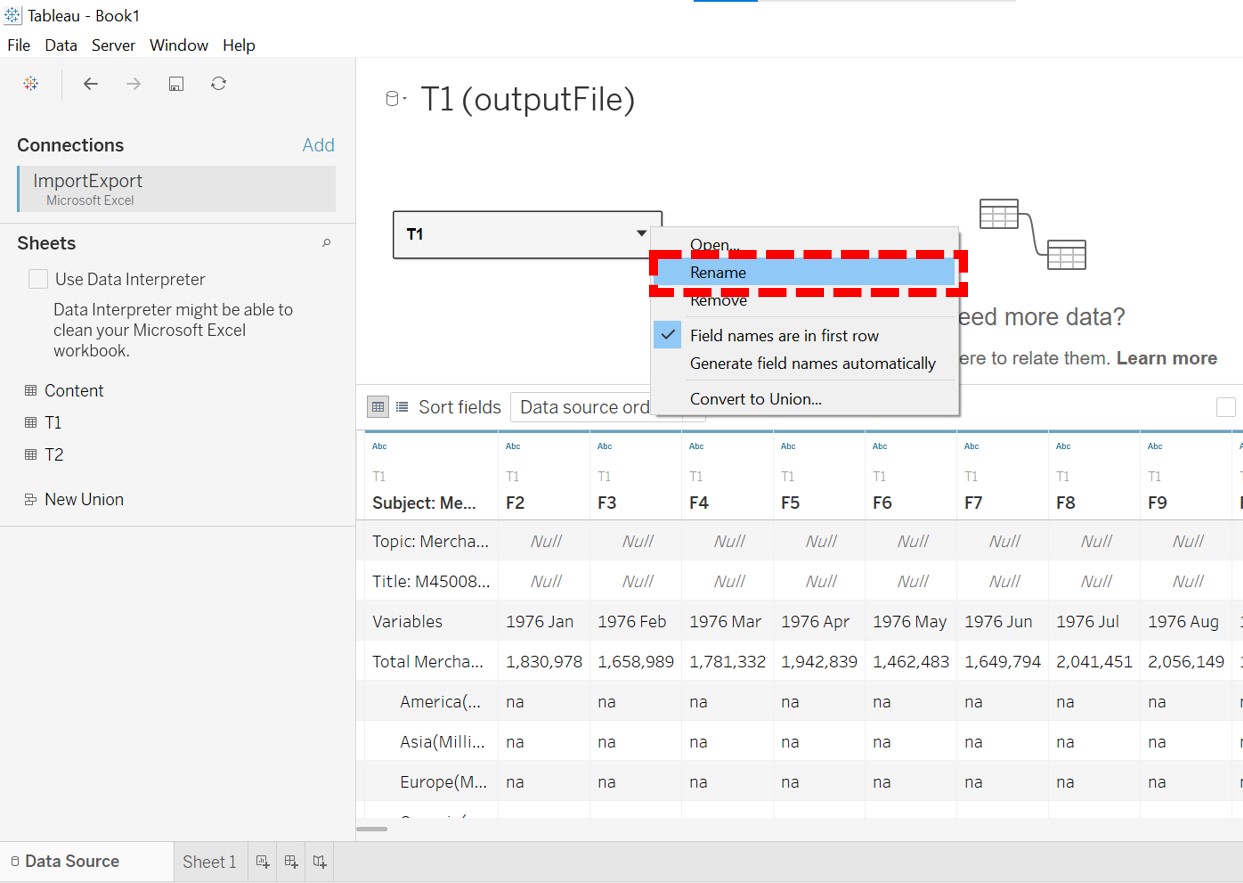 Tableau - Book1
File Data Server Window Help
T1 (outputFile)
Connections Add
ImportExport
Microsoft Excel
Sheets
Use Data Interpreter
Data Interpreter might be able to
clean your Microsoft Excel
workbook.
Content
T1
T2
New Union
T1
Open...
Rename
Remove
Field names are in first row
Generate field names automatically
Convert to Union...
eed more data?
ere to relate them. Learn more
Sort fields Data source ord
Abc Abc Abc Abc Abc Abc Abc Abc Abc
T1 T1 T1 T1 T1 T1 T1 T1 T1
Subject: Me... F2 F3 F4 F5 F6 F7 F8 F9
Topic: Mercha... Null Null Null Null Null Null Null Null
Title: M45008... Null Null Null Null Null Null Null Null
Variables 1976 Jan 1976 Feb 1976 Mar 1976 Apr 1976 May 1976 Jun 1976 Jul 1976 Aug
Total Mercha... 1,830,978 1,658,989 1,781,332 1,942,839 1,462,483 1,649,794 2,041,451 2,056,149
America(... na na na na na na na na
Asia(Milli... na na na na na na na na
Europe(M... na na na na na na na na
Data Source Sheet 1